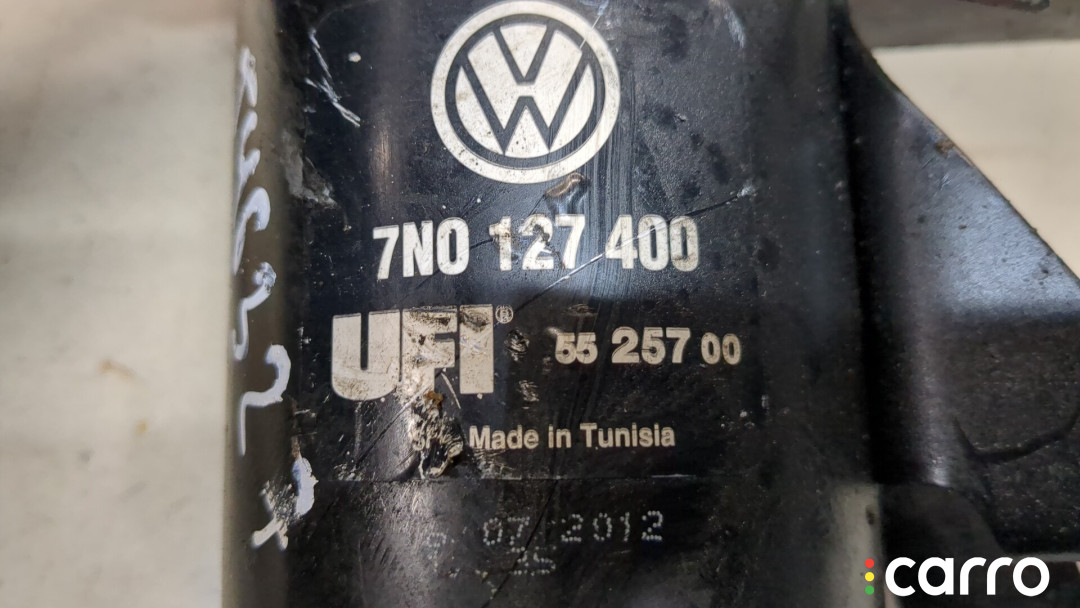 7N0 127 400
UFI® 55 257 00
Made in Tunisia
07 2012
carro